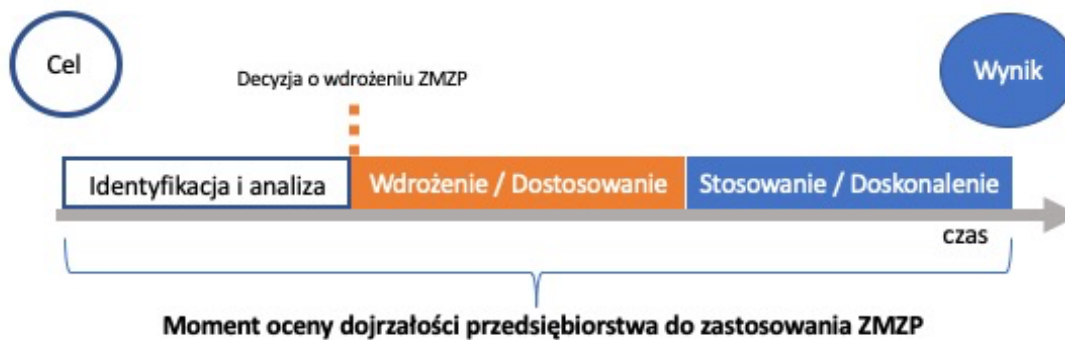 Cel
Decyzja o wdrożeniu ZMZP
Wynik
Identyfikacja i analiza
Wdrożenie / Dostosowanie
Stosowanie / Doskonalenie
czas
Moment oceny dojrzałości przedsiębiorstwa do zastosowania ZMZP